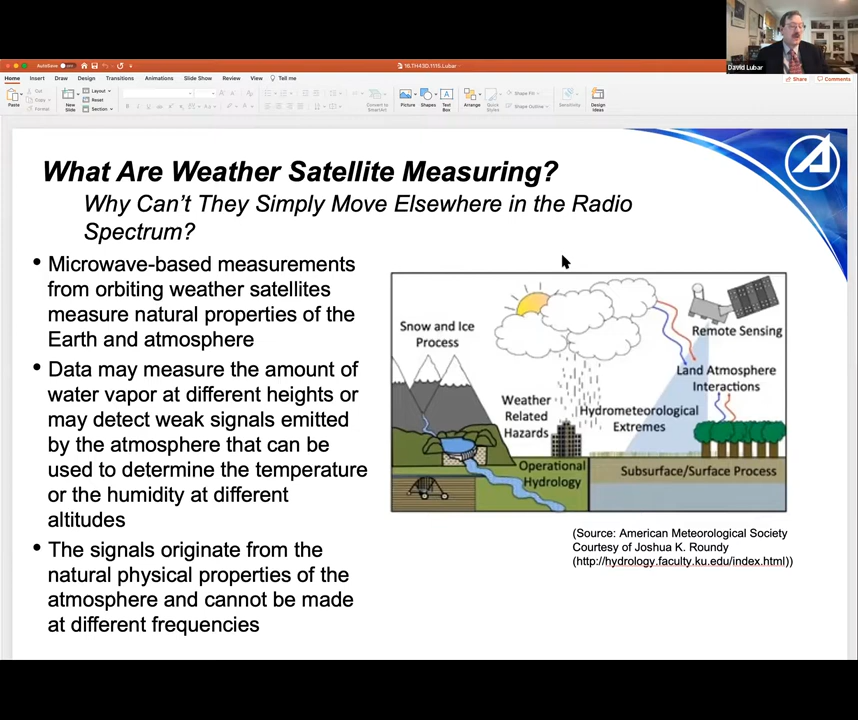 David Lubar
AutoSave
OFF
16.TH43D.1115.Lubar
Home Insert Draw Design Transitions Animations Slide Show Review View Tell me
Share Comments
Paste
Cut
Copy
Format
New
Slide
Layout
Reset
Section
Convert to
SmartArt
Picture
Shapes
Text
Box
Arrange
Quick
Styles
Shape Fill
Shape Outline
Sensitivity
Design
Ideas
What Are Weather Satellite Measuring?
Why Can't They Simply Move Elsewhere in the Radio
Spectrum?
• Microwave-based measurements
from orbiting weather satellites
measure natural properties of the
Earth and atmosphere
• Data may measure the amount of
water vapor at different heights or
may detect weak signals emitted
by the atmosphere that can be
used to determine the temperature
or the humidity at different
altitudes
• The signals originate from the
natural physical properties of the
atmosphere and cannot be made
at different frequencies
Snow and Ice
Process
Remote Sensing
Land Atmosphere
Interactions
Weather
Related
Hazards
Hydrometeorological
Extremes
Operational
Hydrology
Subsurface/Surface Process
(Source: American Meteorological Society
Courtesy of Joshua K. Roundy
(http://hydrology.faculty.ku.edu/index.html))